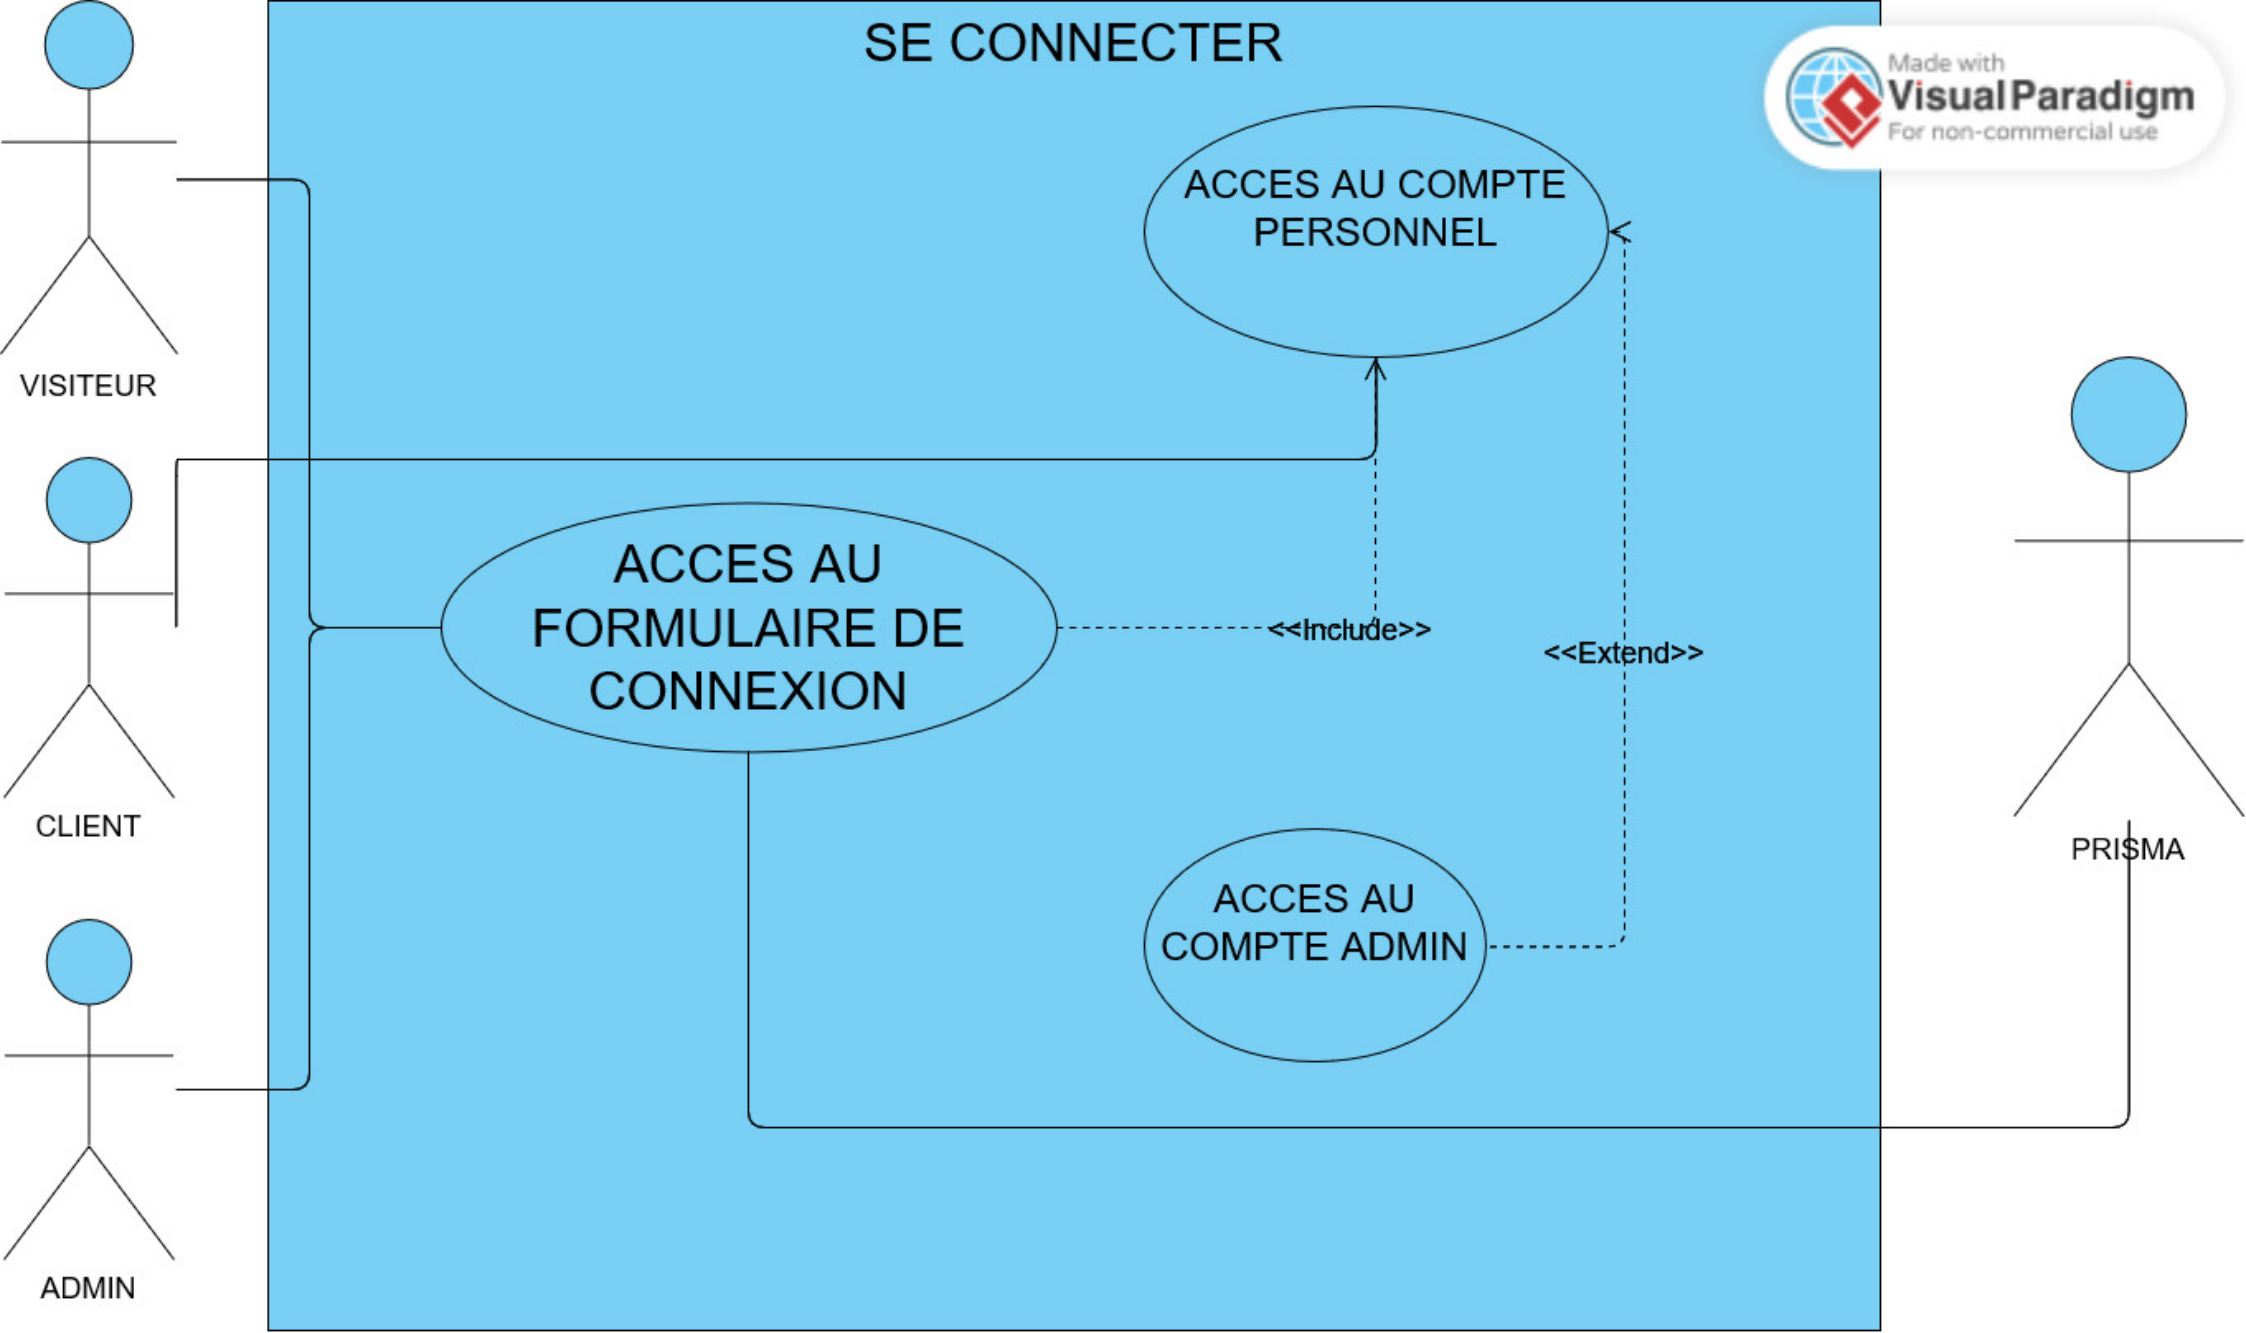 SE CONNECTER
Made with
Visual Paradigm
For non-commercial use
ACCES AU COMPTE
PERSONNEL
VISITEUR
ACCES AU
FORMULAIRE DE
CONNEXION
<<Include>>
<<Extend>>
CLIENT
PRISMA
ACCES AU
COMPTE ADMIN
ADMIN